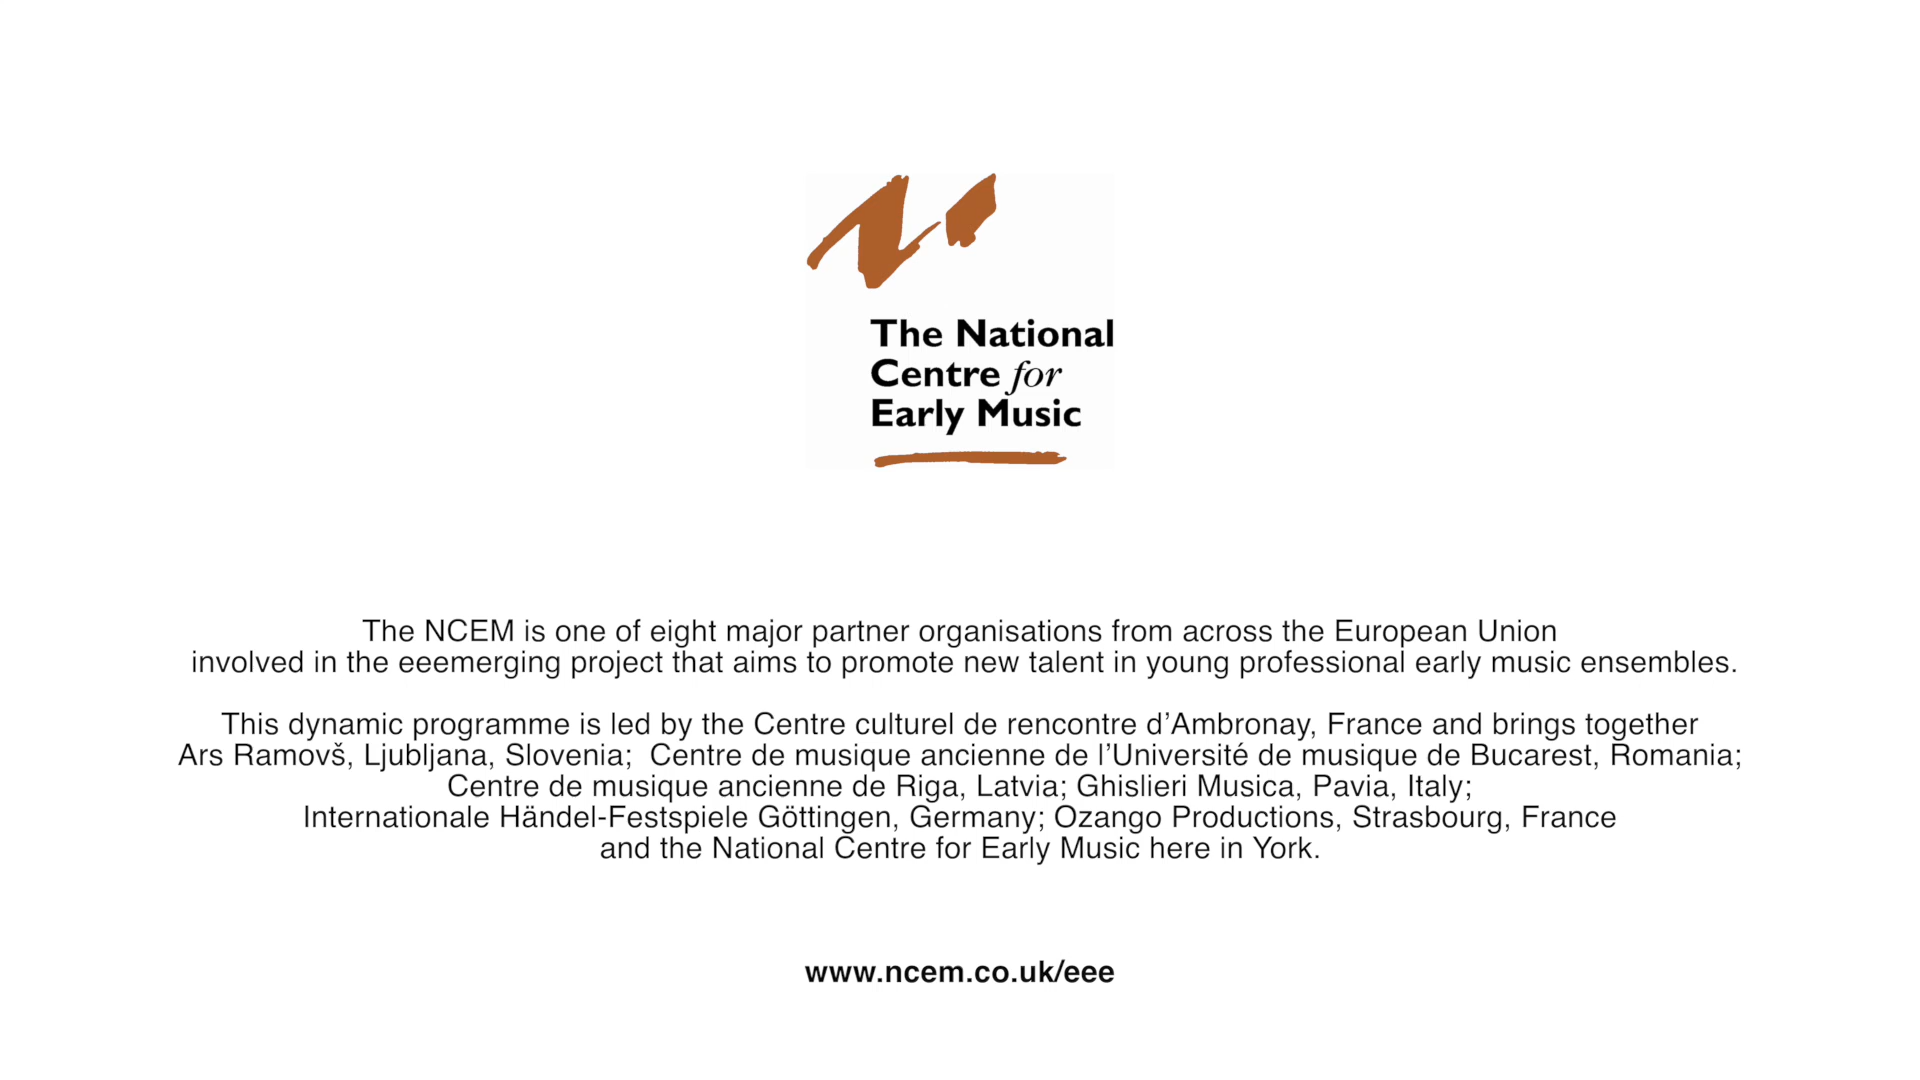 The National
Centre for
Early Music
The NCEM is one of eight major partner organisations from across the European Union
involved in the eeemerging project that aims to promote new talent in young professional early music ensembles.
This dynamic programme is led by the Centre culturel de rencontre d’Ambronay, France and brings together
Ars Ramovš, Ljubljana, Slovenia;  Centre de musique ancienne de l’Université de musique de Bucarest, Romania;
Centre de musique ancienne de Riga, Latvia; Ghislieri Musica, Pavia, Italy;
Internationale Händel-Festspiele Göttingen, Germany; Ozango Productions, Strasbourg, France
and the National Centre for Early Music here in York.
www.ncem.co.uk/eee